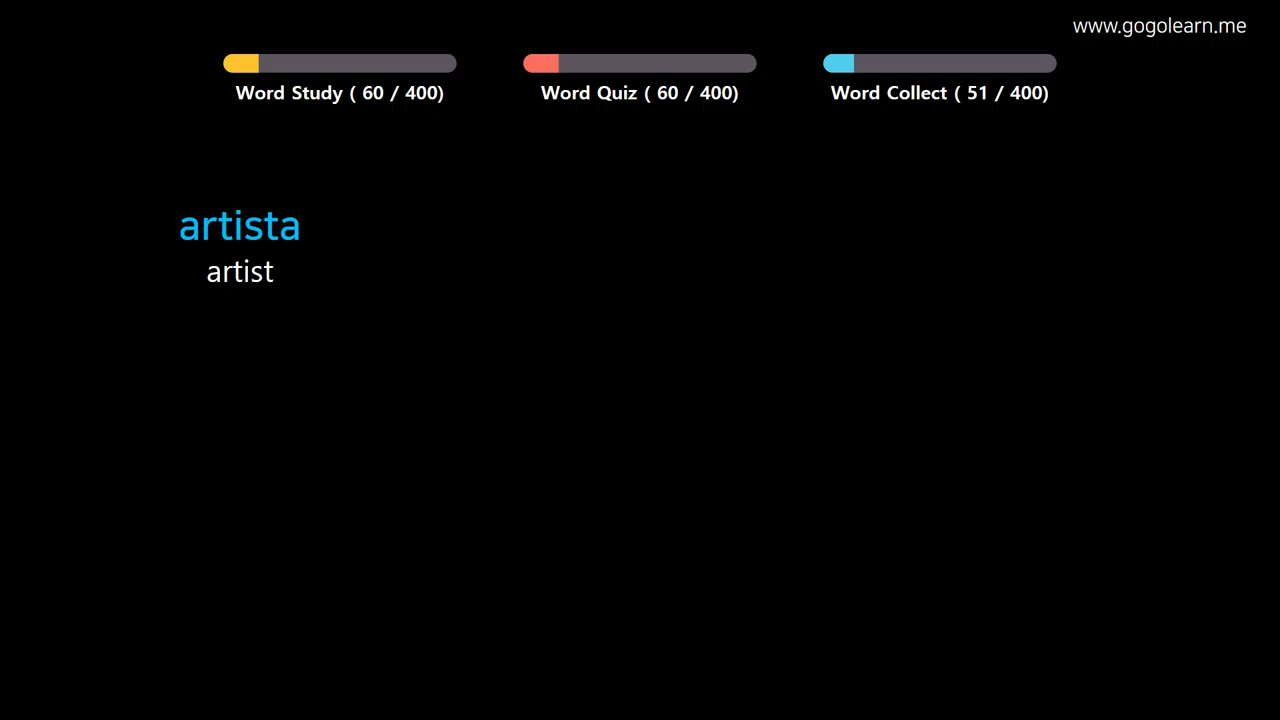 www.gogolearn.me
Word Study ( 60 / 400)
Word Quiz ( 60 / 400)
Word Collect ( 51 / 400)
artista
artist